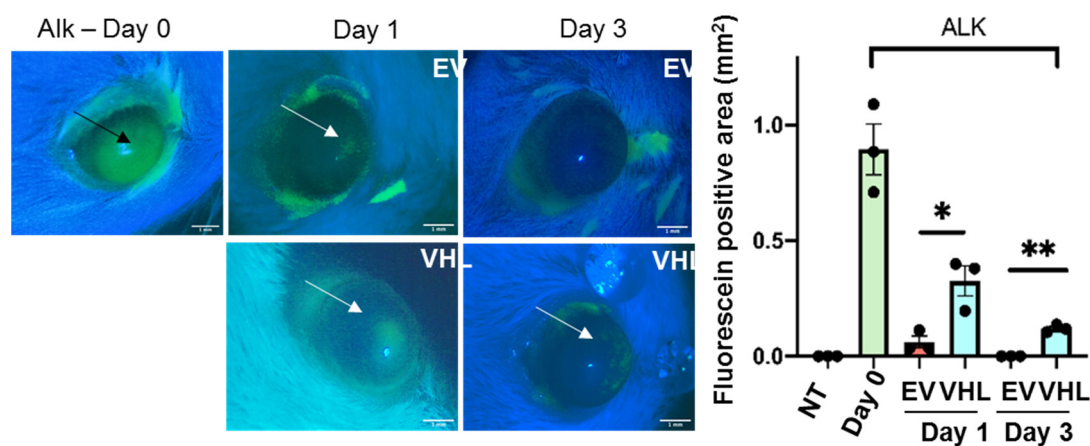 Alk – Day 0
Day 1
Day 3
EV
EV
1 mm
1 mm
1 mm
VHL
VHL
1 mm
1 mm
Fluorescein positive area (mm²)
ALK
1.0
0.5
0.0
*
**
NT
Day 0
EV VHL
EV VHL
Day 1
Day 3